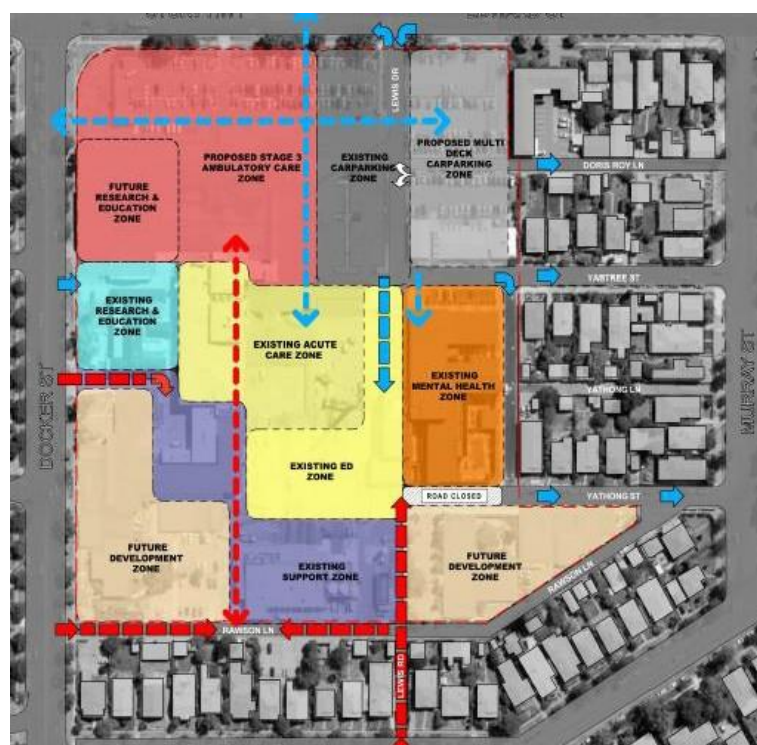 LEWIS DR
PROPOSED STAGE 3
AMBULATORY CARE
ZONE
EXISTING
CARPARKING
ZONE
PROPOSED MULTI
DECK
CARPARKING
ZONE
DORIS ROY LN
FUTURE
RESEARCH &
EDUCATION
ZONE
YABTREE ST
EXISTING
RESEARCH &
EDUCATION
ZONE
EXISTING ACUTE
CARE ZONE
EXISTING
MENTAL HEALTH
ZONE
YATHONG LN
DOCKER ST
MURRAY ST
EXISTING ED
ZONE
ROAD CLOSED
YATHONG ST
FUTURE
DEVELOPMENT
ZONE
EXISTING
SUPPORT ZONE
FUTURE
DEVELOPMENT
ZONE
RAWSON LN
RAWSON LN
LEWIS RD